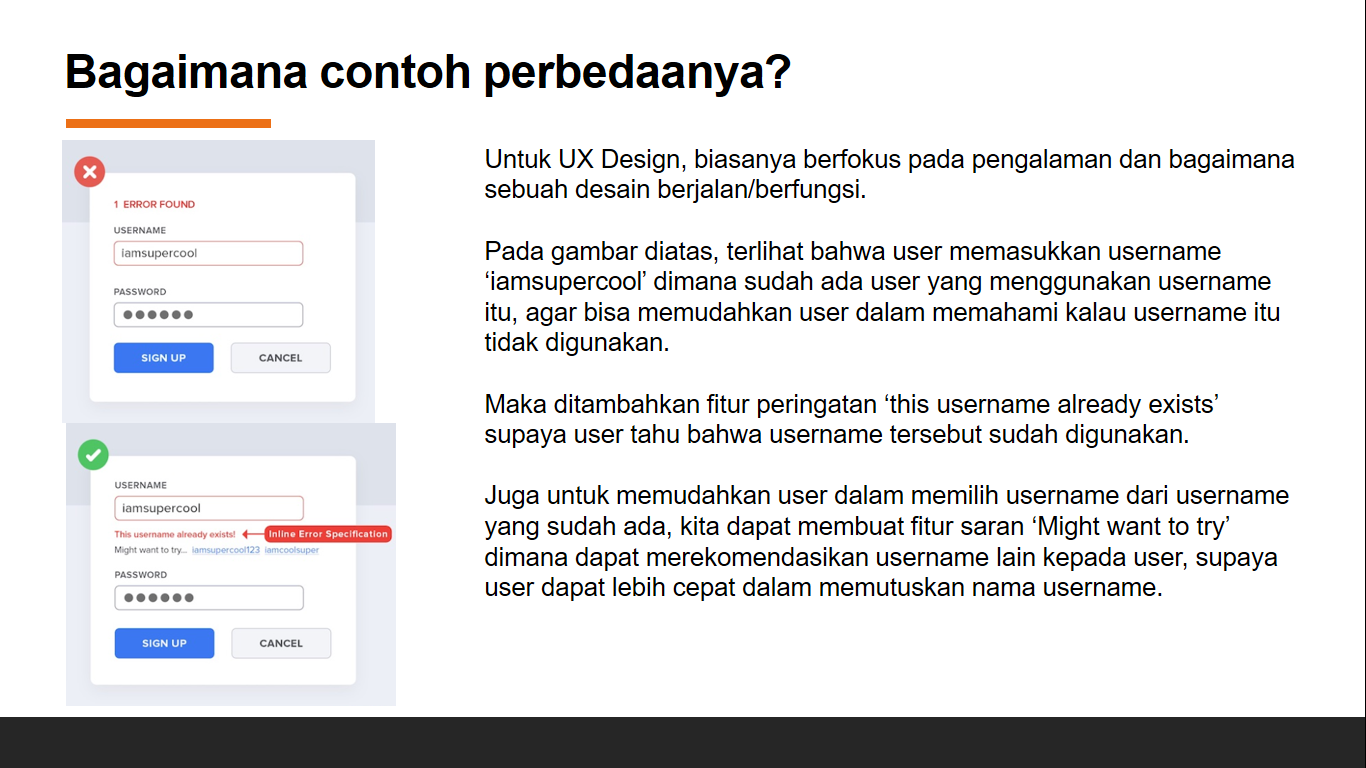 Bagaimana contoh perbedaanya?
1 ERROR FOUND
USERNAME
iamsupercool
PASSWORD
SIGN UP
CANCEL
USERNAME
iamsupercool
This username already exists!
Inline Error Specification
Might want to try... iamsupercool123 iamcoolsuper
PASSWORD
SIGN UP
CANCEL
Untuk UX Design, biasanya berfokus pada pengalaman dan bagaimana
sebuah desain berjalan/berfungsi.
Pada gambar diatas, terlihat bahwa user memasukkan username
‘iamsupercool’ dimana sudah ada user yang menggunakan username
itu, agar bisa memudahkan user dalam memahami kalau username itu
tidak digunakan.
Maka ditambahkan fitur peringatan ‘this username already exists’
supaya user tahu bahwa username tersebut sudah digunakan.
Juga untuk memudahkan user dalam memilih username dari username
yang sudah ada, kita dapat membuat fitur saran ‘Might want to try’
dimana dapat merekomendasikan username lain kepada user, supaya
user dapat lebih cepat dalam memutuskan nama username.